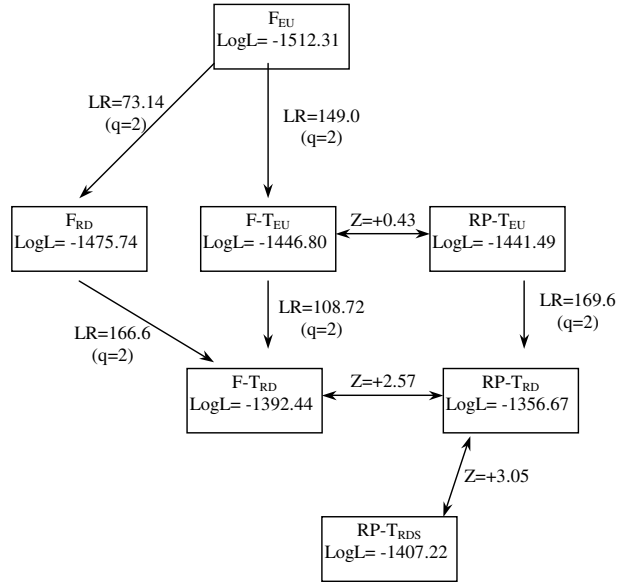 F_EU
LogL= -1512.31
LR=73.14
(q=2)
LR=149.0
(q=2)
F_RD
LogL= -1475.74
F-T_EU
LogL= -1446.80
Z=+0.43
RP-T_EU
LogL= -1441.49
LR=166.6
(q=2)
LR=108.72
(q=2)
LR=169.6
(q=2)
F-T_RD
LogL= -1392.44
Z=+2.57
RP-T_RD
LogL= -1356.67
Z=+3.05
RP-T_RDS
LogL= -1407.22